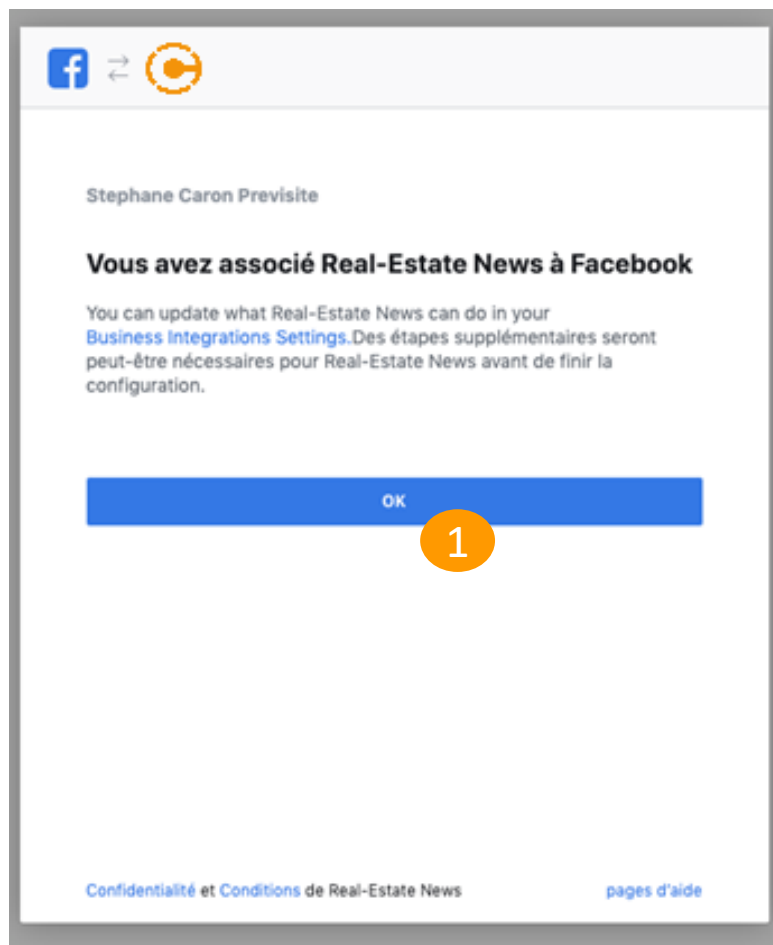 Stephane Caron Previsite
Vous avez associé Real-Estate News à Facebook
You can update what Real-Estate News can do in your
Business Integrations Settings.Des étapes supplémentaires seront
peut-être nécessaires pour Real-Estate News avant de finir la
configuration.
OK
1
Confidentialité et Conditions de Real-Estate News
pages d'aide